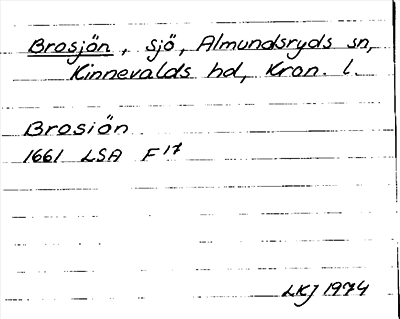 Brosjön, sjö, Almundsryds sn,
Kinnevalds hd, Kron. l.
Brosiön
1661 LSA F17
LKJ 1974